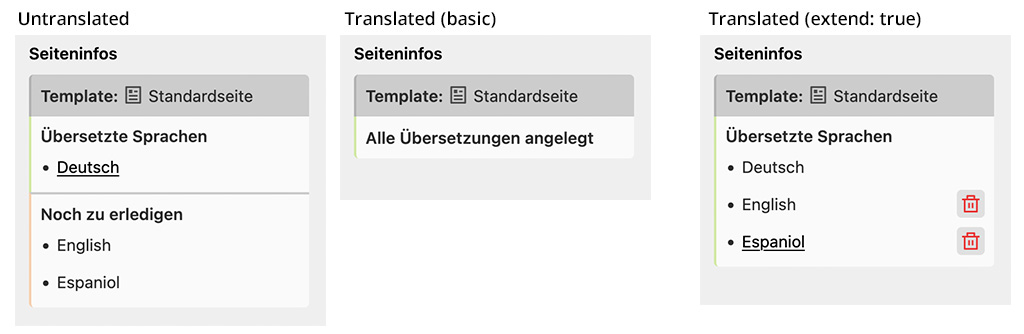 Untranslated
Seiteninfos
Template: Standardseite
Übersetzte Sprachen
• Deutsch
Noch zu erledigen
• English
• Espaniol
Translated (basic)
Seiteninfos
Template: Standardseite
Alle Übersetzungen angelegt
Translated (extend: true)
Seiteninfos
Template: Standardseite
Übersetzte Sprachen
• Deutsch
• English
• Espaniol